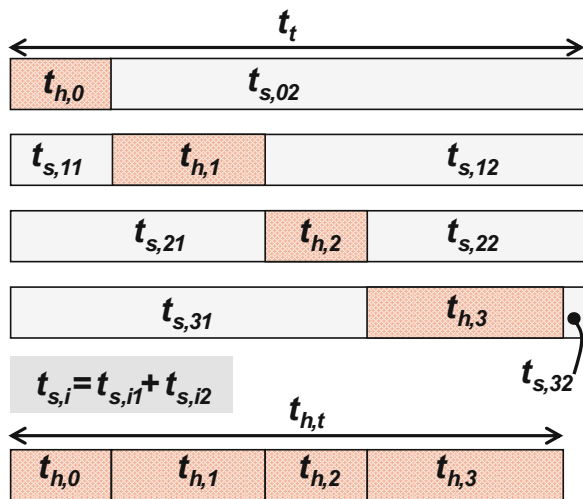 t_t
t_h,0 t_s,02
t_s,11 t_h,1 t_s,12
t_s,21 t_h,2 t_s,22
t_s,31 t_h,3
t_s,32
t_s,i = t_s,i1 + t_s,i2
t_h,t
t_h,0 t_h,1 t_h,2 t_h,3